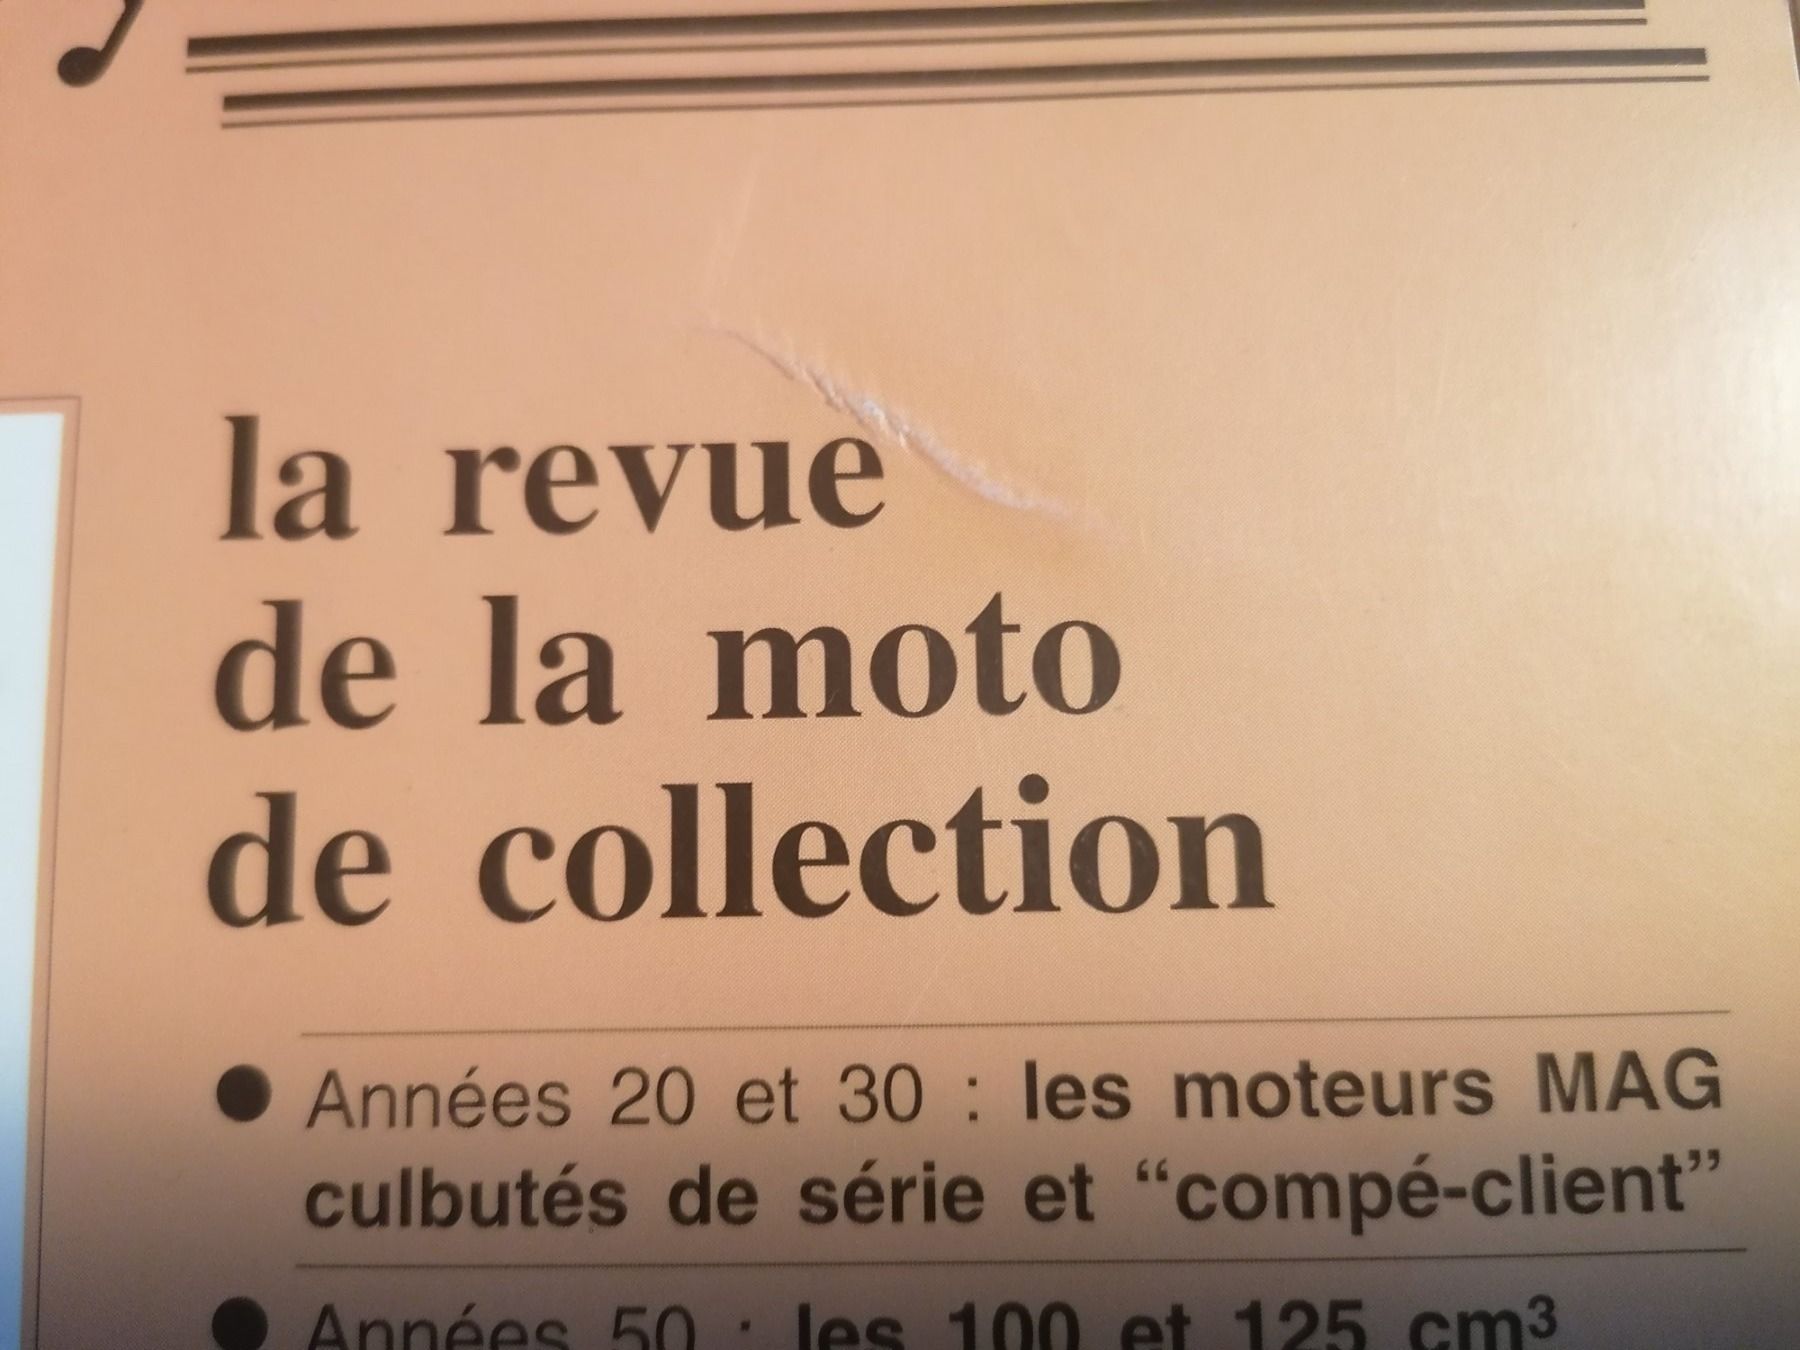 la revue
de la moto
de collection
● Années 20 et 30 : les moteurs MAG
culbutés de série et “compé-client”
● Années 50 : les 100 et 125 cm³